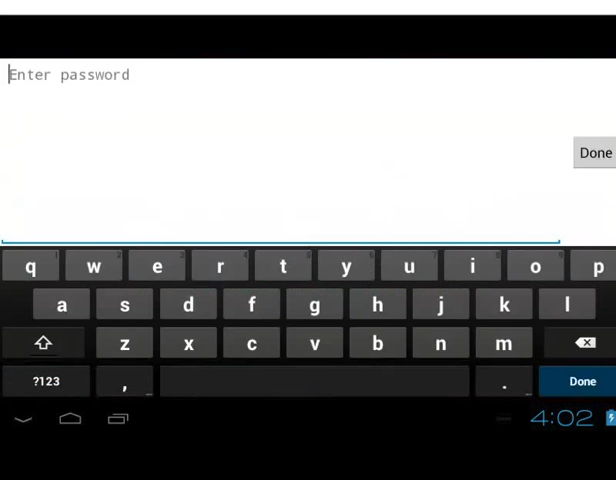 Enter password
Done
q w e r t y u i o p
a s d f g h j k l
z x c v b n m
?123 , . Done
4:02